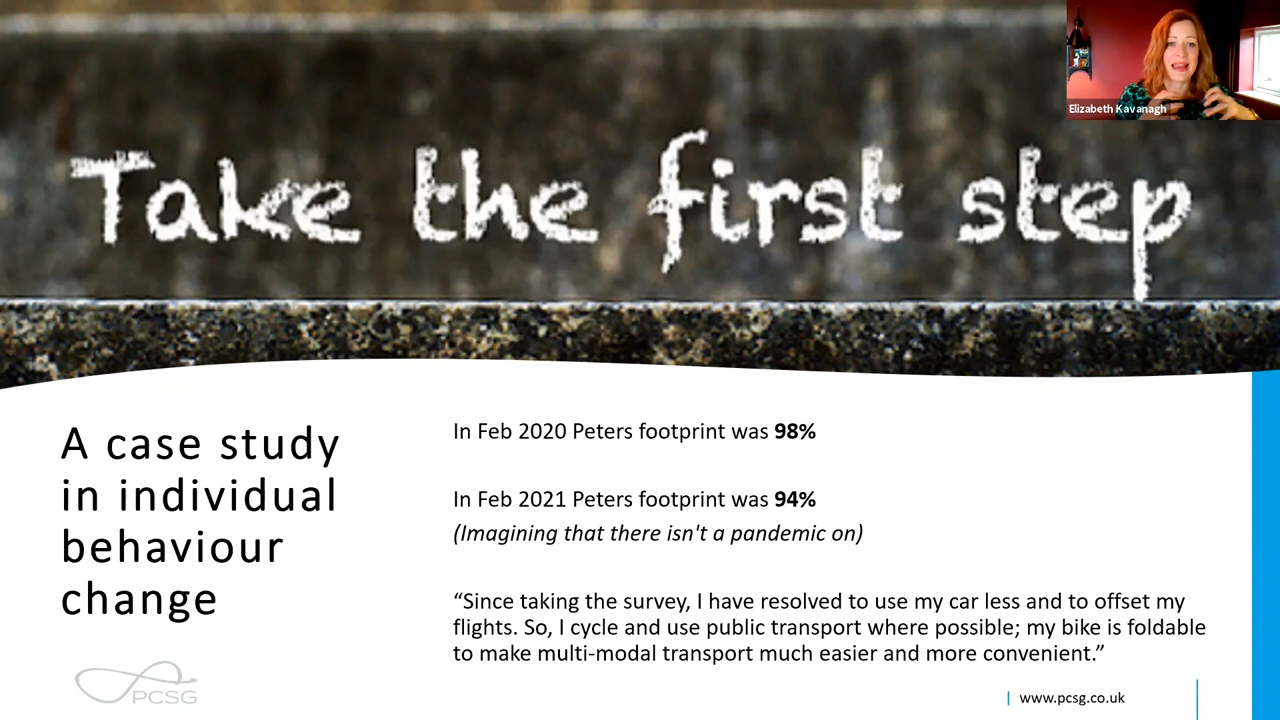 Elizabeth Kavanagh
Take the first step
A case study
in individual
behaviour
change
In Feb 2020 Peters footprint was 98%
In Feb 2021 Peters footprint was 94%
(Imagining that there isn't a pandemic on)
“Since taking the survey, I have resolved to use my car less and to offset my
flights. So, I cycle and use public transport where possible; my bike is foldable
to make multi-modal transport much easier and more convenient.”
PCSG
www.pcsg.co.uk